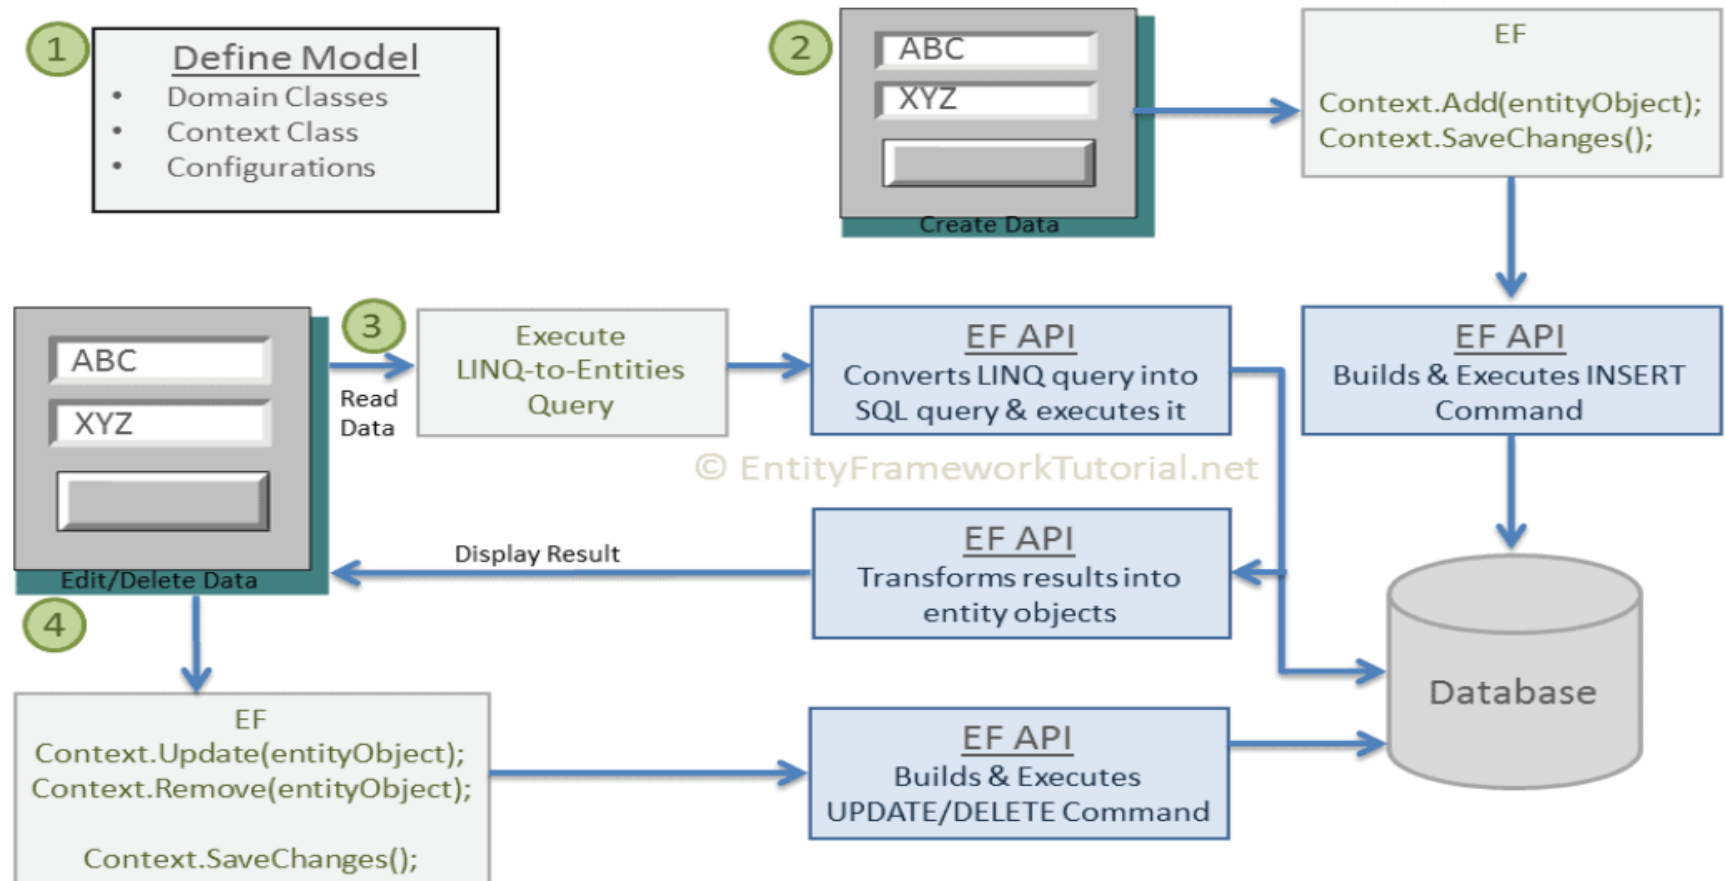 1
Define Model
• Domain Classes
• Context Class
• Configurations
2
ABC
XYZ
Create Data
EF
Context.Add(entityObject);
Context.SaveChanges();
ABC
XYZ
Edit/Delete Data
3
Read
Data
Execute
LINQ-to-Entities
Query
EF API
Converts LINQ query into
SQL query & executes it
EF API
Builds & Executes INSERT
Command
© EntityFrameworkTutorial.net
Display Result
EF API
Transforms results into
entity objects
Database
4
EF
Context.Update(entityObject);
Context.Remove(entityObject);
Context.SaveChanges();
EF API
Builds & Executes
UPDATE/DELETE Command